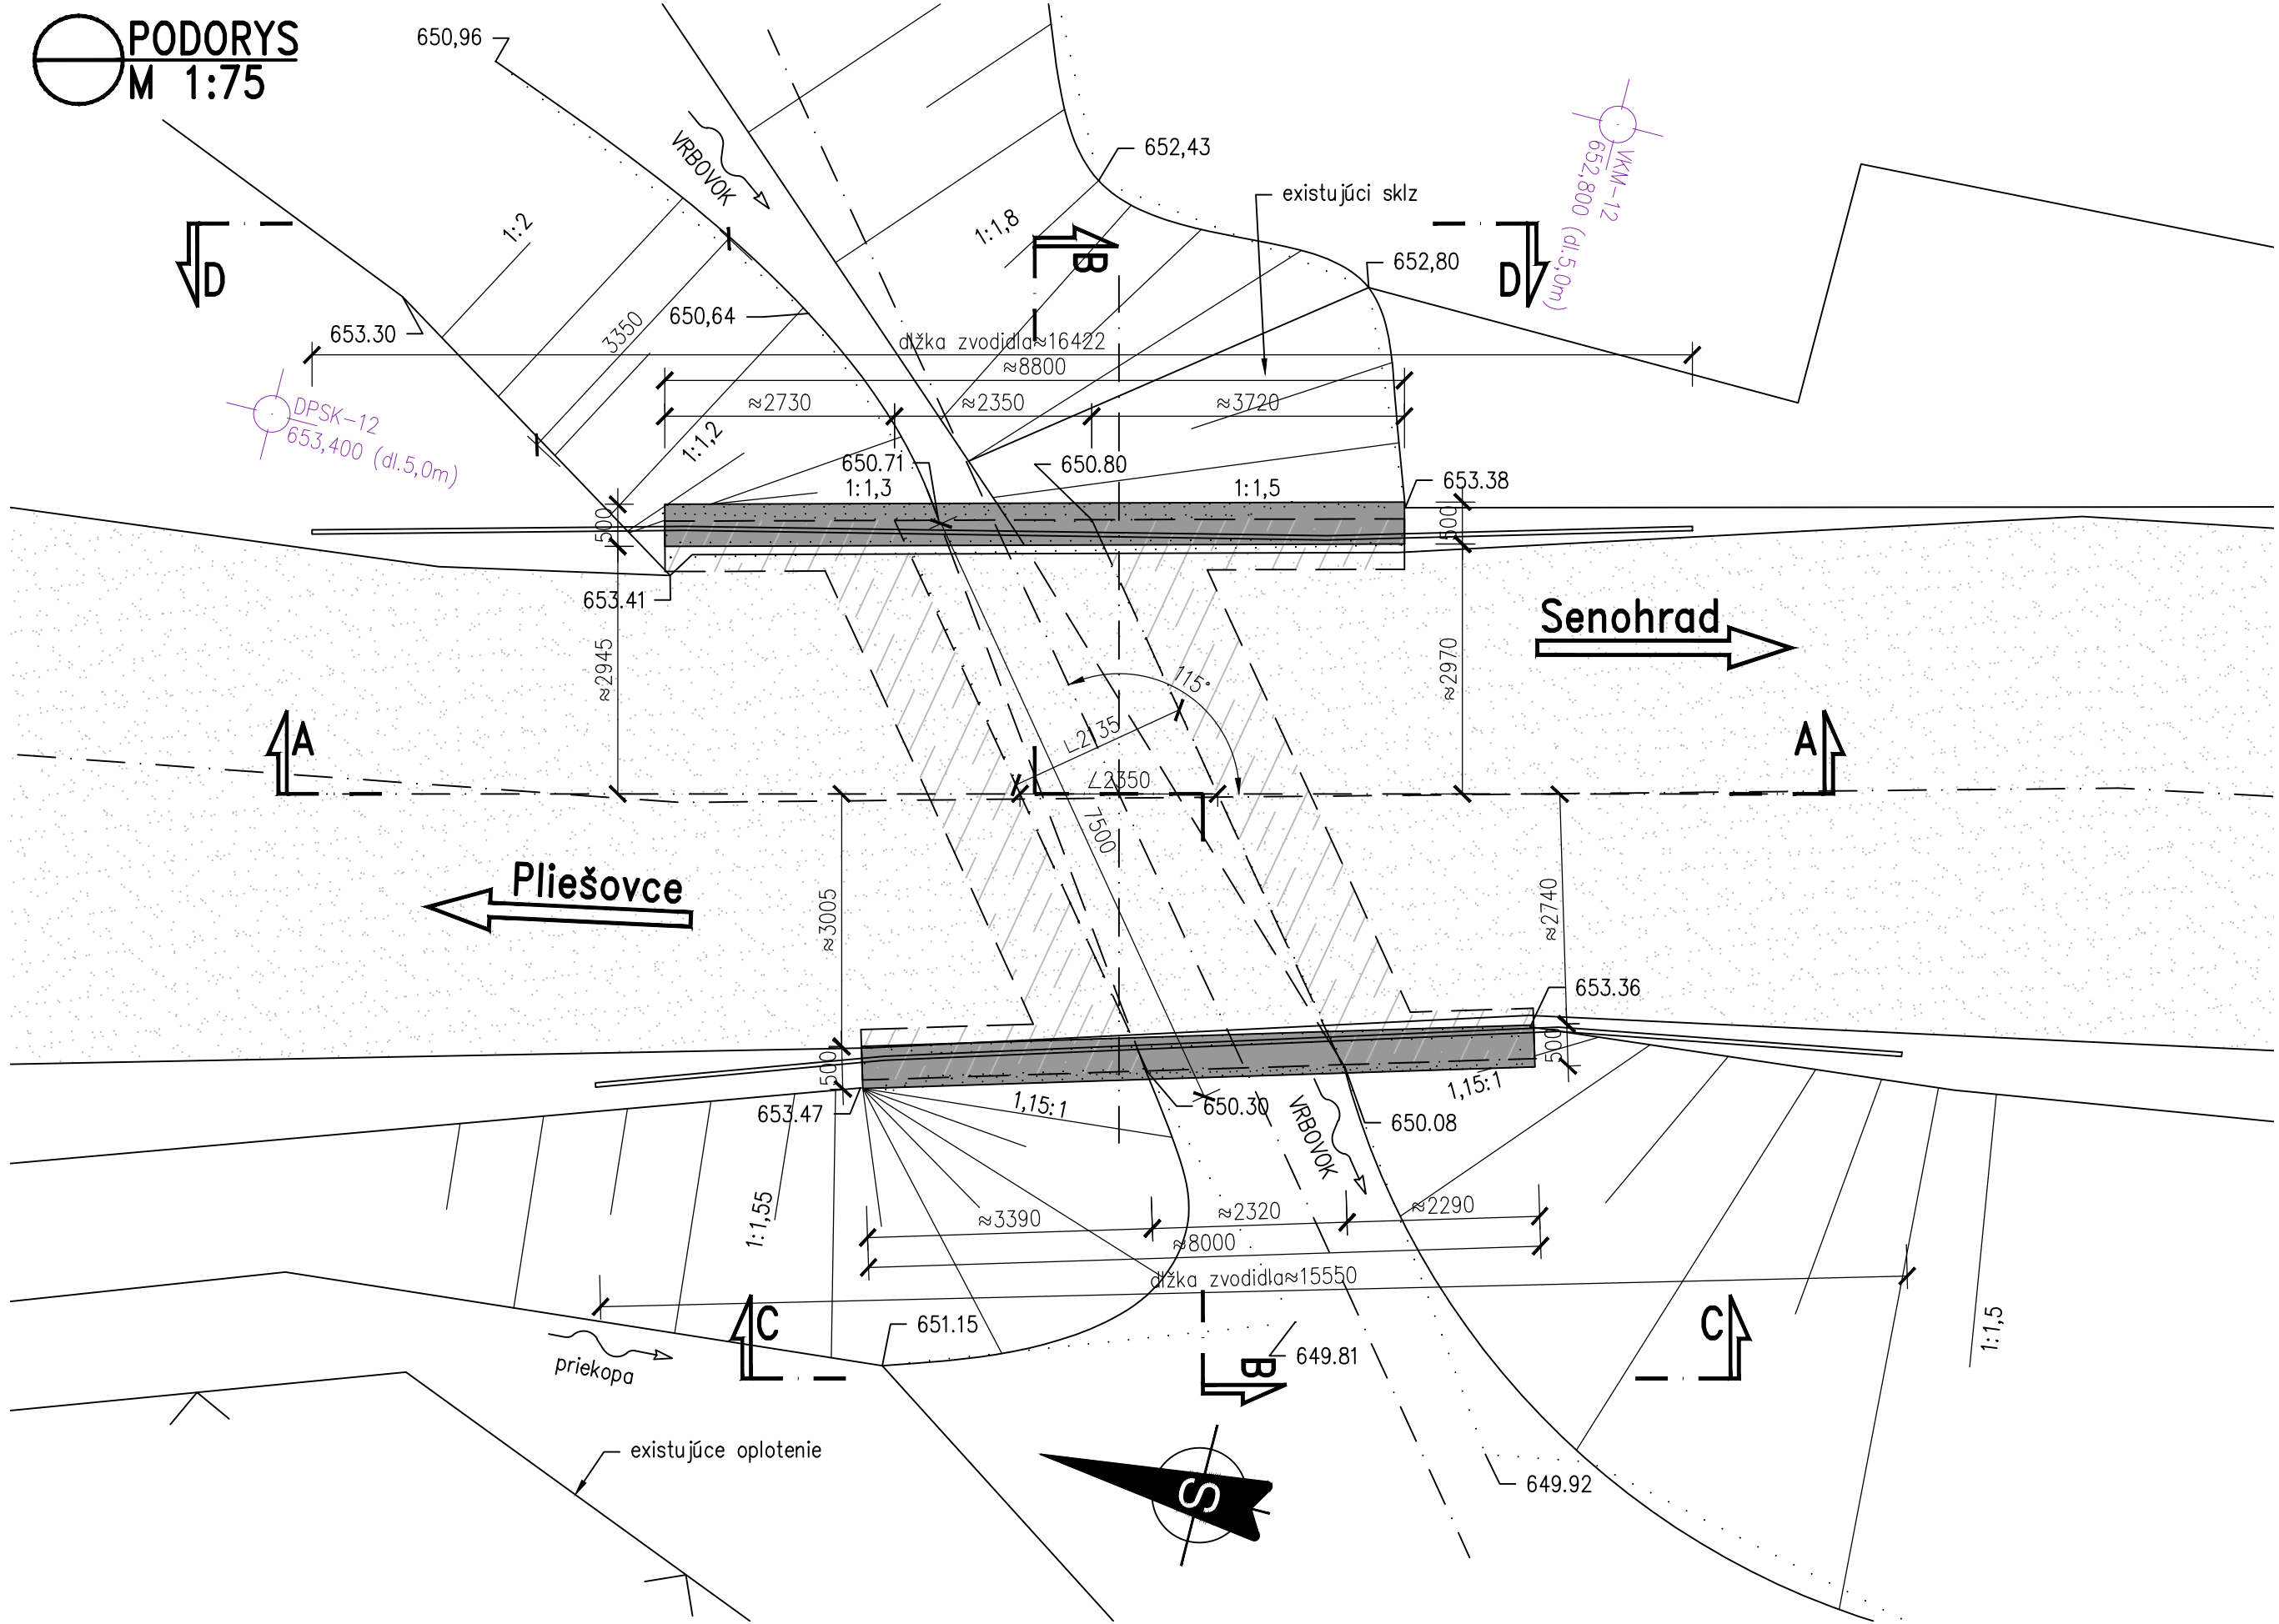 PODORYS
M 1:75
650,96
VRBOVOK
652,43
existujúci sklz
VKM-12
652,800 (dl.5,0m)
1:2
1:1,8
B
652,80
D
D
653.30
3350
650,64
dĺžka zvodidla≈16422
≈8800
≈2730
≈2350
≈3720
DPSK-12
653,400 (dl.5,0m)
1:1,2
650.71
650.80
1:1,3
1:1,5
653.38
500
500
653.41
Senohrad
≈2945
≈2970
115°
∟2135
∠2350
A
A
7500
Pliešovce
≈3005
≈2740
653.36
500
500
653.47
1,15:1
650.30
VRBOVOK
650.08
1,15:1
1:1,55
≈3390
≈2320
≈2290
≈8000
dĺžka zvodidla≈15550
C
C
651.15
649.81
1:1,5
priekopa
B
existujúce oplotenie
S
649.92